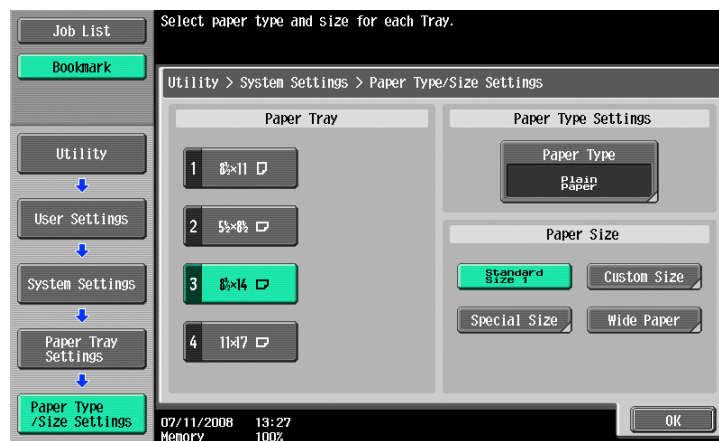 Job List
Bookmark
Select paper type and size for each Tray.
Utility > System Settings > Paper Type/Size Settings
Utility
User Settings
System Settings
Paper Tray
Settings
Paper Type
/Size Settings
Paper Tray
1 8½×11
2 5½×8½
3 8½×14
4 11×17
Paper Type Settings
Paper Type
Plain
Paper
Paper Size
Standard
Size 1
Custom Size
Special Size
Wide Paper
07/11/2008 13:27
Memory 100%
OK